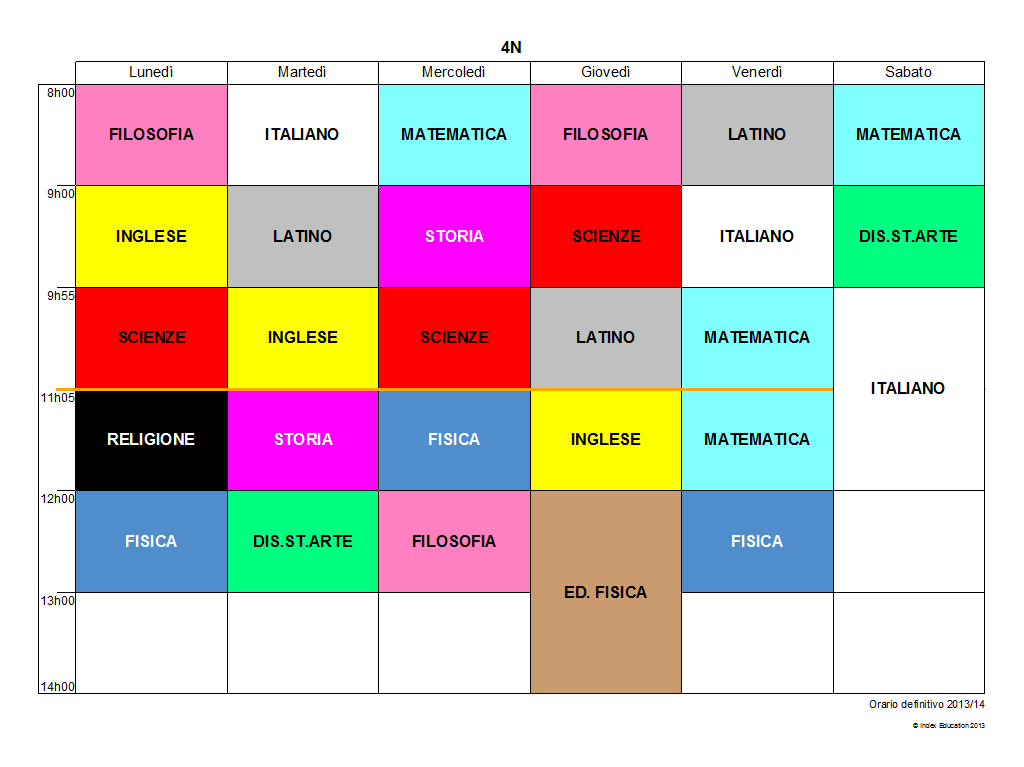 4N
Lunedì Martedì Mercoledì Giovedì Venerdì Sabato
8h00
FILOSOFIA ITALIANO MATEMATICA FILOSOFIA LATINO MATEMATICA
9h00
INGLESE LATINO STORIA SCIENZE ITALIANO DIS.ST.ARTE
9h55
SCIENZE INGLESE SCIENZE LATINO MATEMATICA
ITALIANO
11h05
RELIGIONE STORIA FISICA INGLESE MATEMATICA
12h00
FISICA DIS.ST.ARTE FILOSOFIA FISICA
ED. FISICA
13h00
14h00
Orario definitivo 2013/14
© Index Education 2013